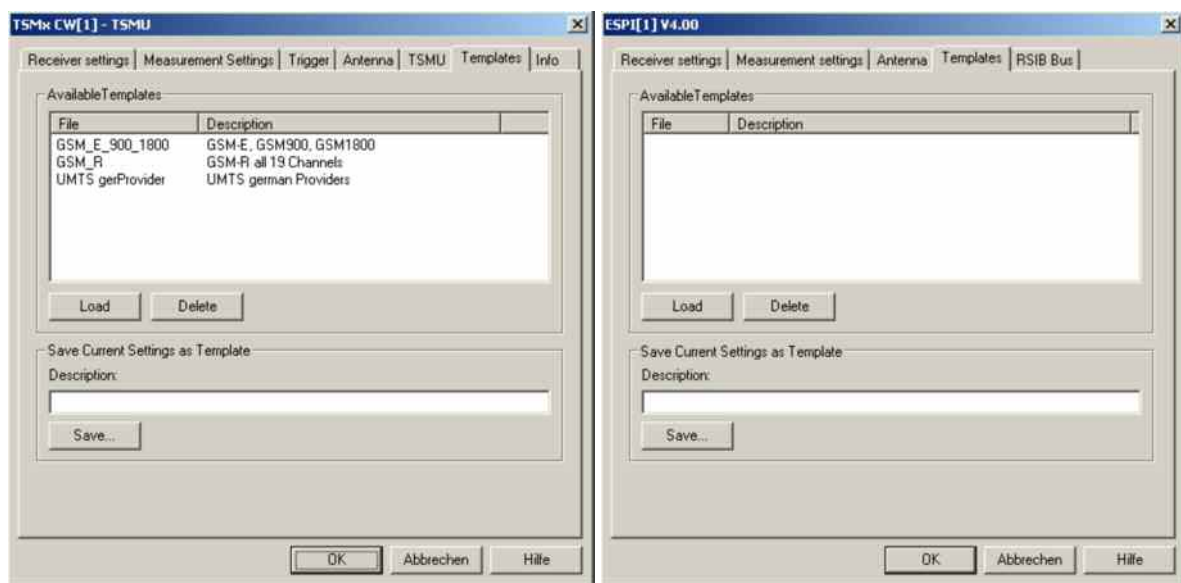 TSMx CW[1] - TSMU
Receiver settings Measurement Settings Trigger Antenna TSMU Templates Info
AvailableTemplates
File Description
GSM_E_900_1800 GSM-E, GSM900, GSM1800
GSM_R GSM-R all 19 Channels
UMTS gerProvider UMTS german Providers
Load Delete
Save Current Settings as Template
Description:
Save...
OK Abbrechen Hilfe
ESPI[1] V4.00
Receiver settings Measurement settings Antenna Templates RSIB Bus
AvailableTemplates
File Description
Load Delete
Save Current Settings as Template
Description:
Save...
OK Abbrechen Hilfe